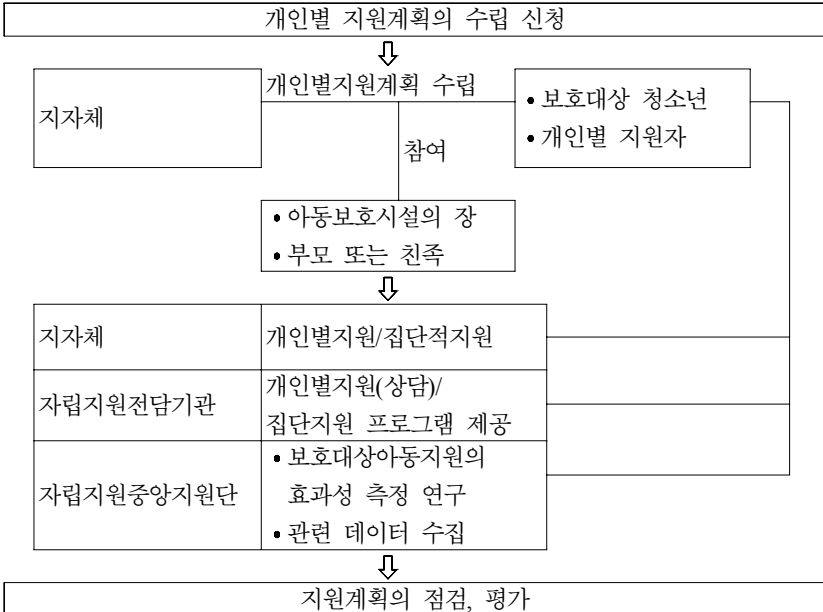 개인별 지원계획의 수립 신청
지자체
개인별지원계획 수립
• 보호대상 청소년
• 개인별 지원자
참여
• 아동보호시설의 장
• 부모 또는 친족
지자체
개인별지원/집단적지원
자립지원전담기관
개인별지원(상담)/
집단지원 프로그램 제공
자립지원중앙지원단
• 보호대상아동지원의
효과성 측정 연구
• 관련 데이터 수집
지원계획의 점검, 평가